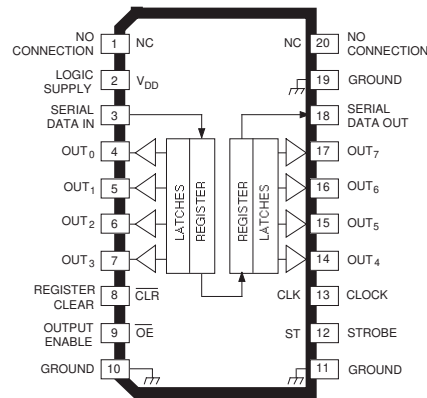 NO CONNECTION 1 NC
LOGIC SUPPLY 2 VDD
SERIAL DATA IN 3
OUT0 4
OUT1 5
OUT2 6
OUT3 7
REGISTER CLEAR 8 CLR
OUTPUT ENABLE 9 OE
GROUND 10
LATCHES
REGISTER
REGISTER
LATCHES
NC 20 NO CONNECTION
19 GROUND
18 SERIAL DATA OUT
17 OUT7
16 OUT6
15 OUT5
14 OUT4
CLK 13 CLOCK
ST 12 STROBE
11 GROUND